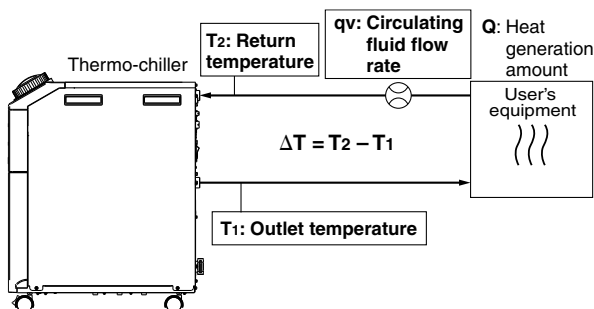 T2: Return
temperature
qv: Circulating
fluid flow
rate
Q: Heat
generation
amount
Thermo-chiller
User's
equipment
ΔT = T2 – T1
T1: Outlet temperature